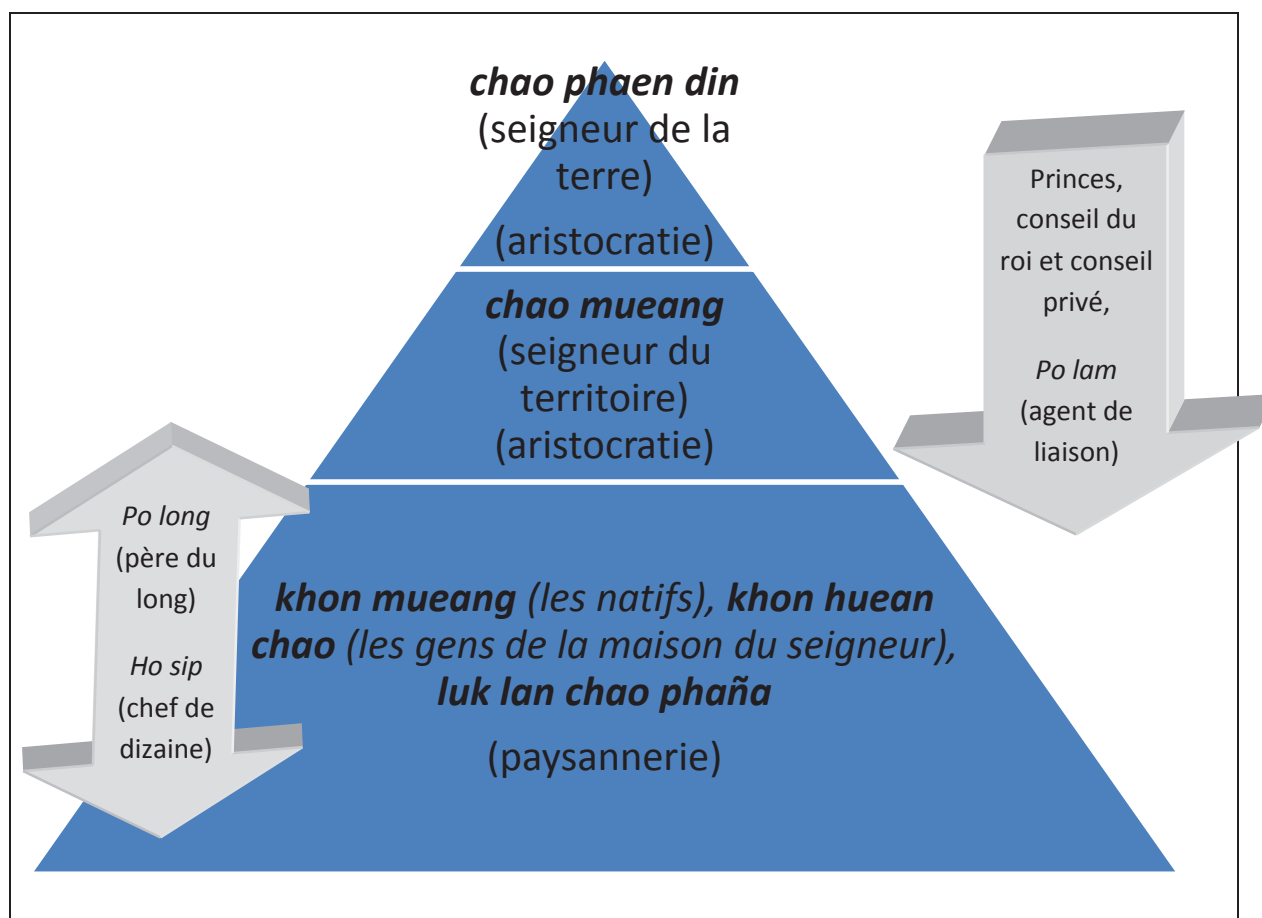 chao phaen din
(seigneur de la
terre)
(aristocratie)
chao mueang
(seigneur du
territoire)
(aristocratie)
khon mueang (les natifs), khon huean
chao (les gens de la maison du seigneur),
luk lan chao phaña
(paysannerie)
Po long
(père du
long)
Ho sip
(chef de
dizaine)
Princes,
conseil du
roi et conseil
privé,
Po lam
(agent de
liaison)